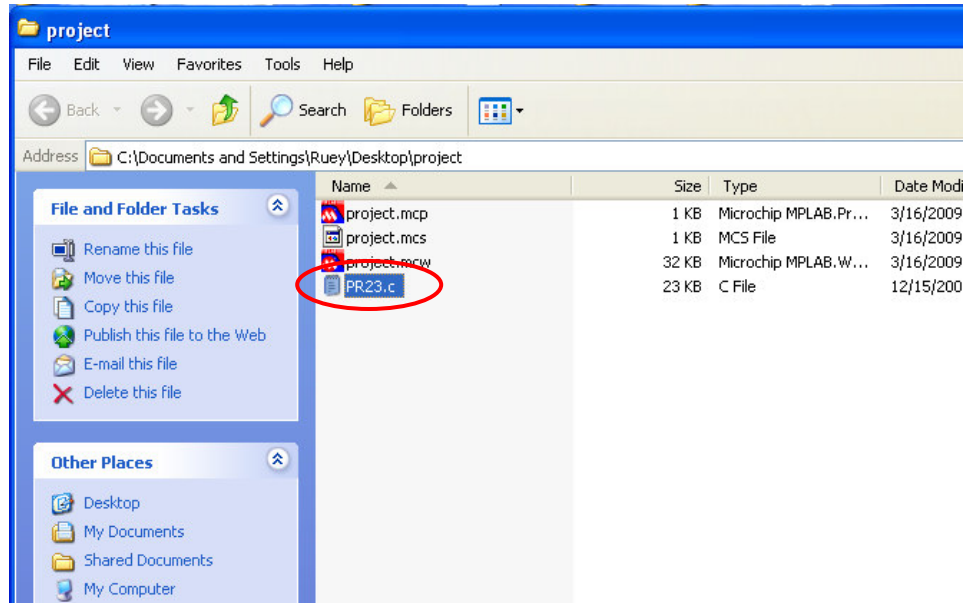 project
File Edit View Favorites Tools Help
Back Search Folders
Address C:\Documents and Settings\Ruey\Desktop\project
File and Folder Tasks
Rename this file
Move this file
Copy this file
Publish this file to the Web
E-mail this file
Delete this file
Other Places
Desktop
My Documents
Shared Documents
My Computer
Name Size Type Date Modi
project.mcp 1 KB Microchip MPLAB.Pr... 3/16/2009
project.mcs 1 KB MCS File 3/16/2009
project.mcw 32 KB Microchip MPLAB.W... 3/16/2009
PR23.c 23 KB C File 12/15/200